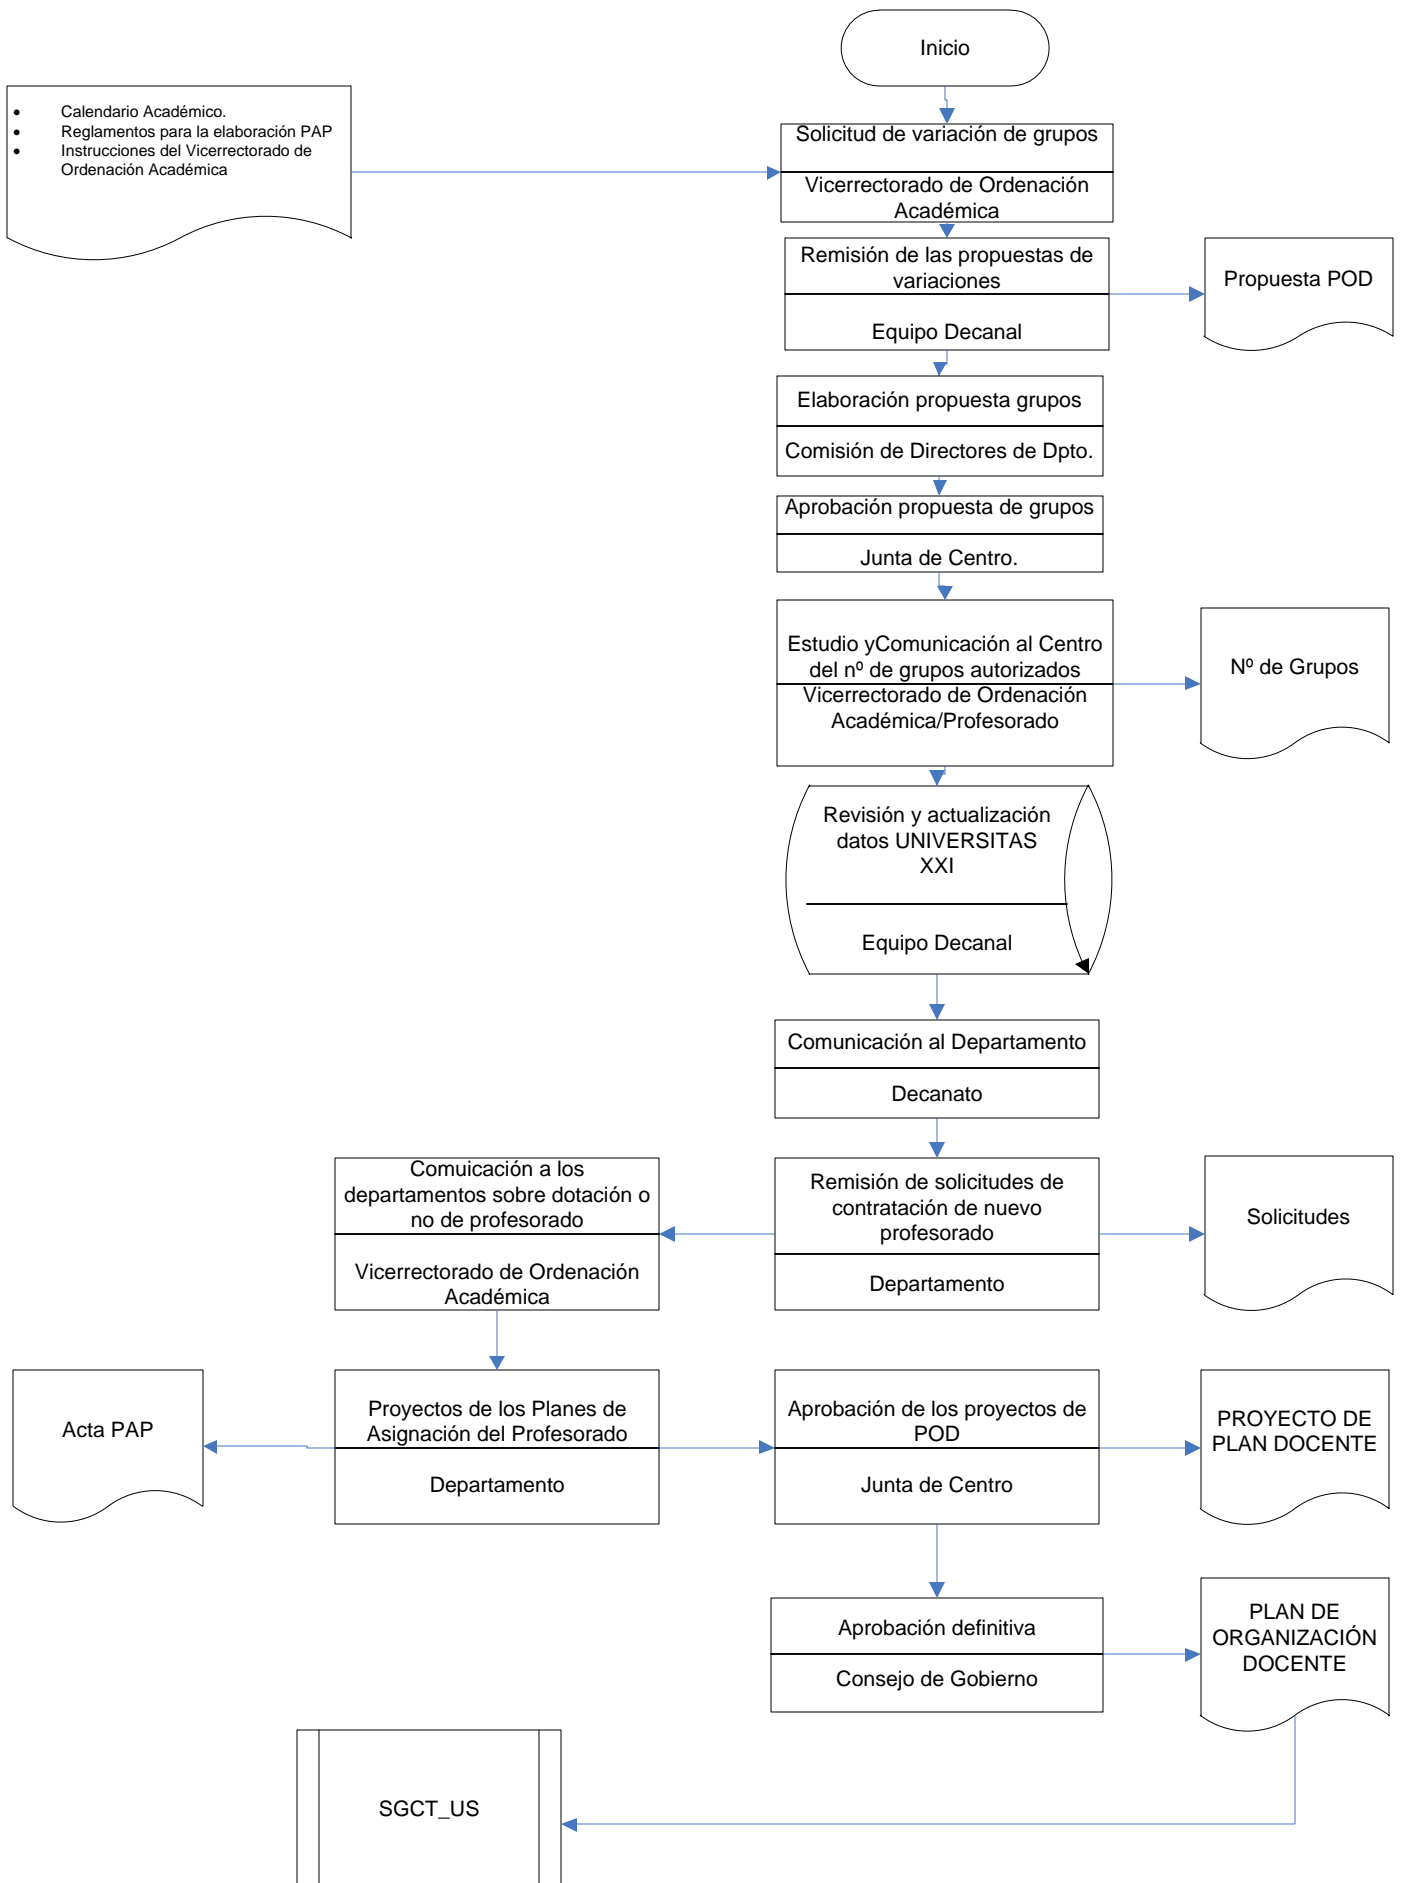 Inicio
• Calendario Académico.
• Reglamentos para la elaboración PAP
• Instrucciones del Vicerrectorado de
Ordenación Académica
Solicitud de variación de grupos
Vicerrectorado de Ordenación
Académica
Remisión de las propuestas de
variaciones
Equipo Decanal
Propuesta POD
Elaboración propuesta grupos
Comisión de Directores de Dpto.
Aprobación propuesta de grupos
Junta de Centro.
Estudio yComunicación al Centro
del nº de grupos autorizados
Vicerrectorado de Ordenación
Académica/Profesorado
Nº de Grupos
Revisión y actualización
datos UNIVERSITAS
XXI
Equipo Decanal
Comunicación al Departamento
Decanato
Comuicación a los
departamentos sobre dotación o
no de profesorado
Vicerrectorado de Ordenación
Académica
Remisión de solicitudes de
contratación de nuevo
profesorado
Departamento
Solicitudes
Acta PAP
Proyectos de los Planes de
Asignación del Profesorado
Departamento
Aprobación de los proyectos de
POD
Junta de Centro
PROYECTO DE
PLAN DOCENTE
Aprobación definitiva
Consejo de Gobierno
PLAN DE
ORGANIZACIÓN
DOCENTE
SGCT_US